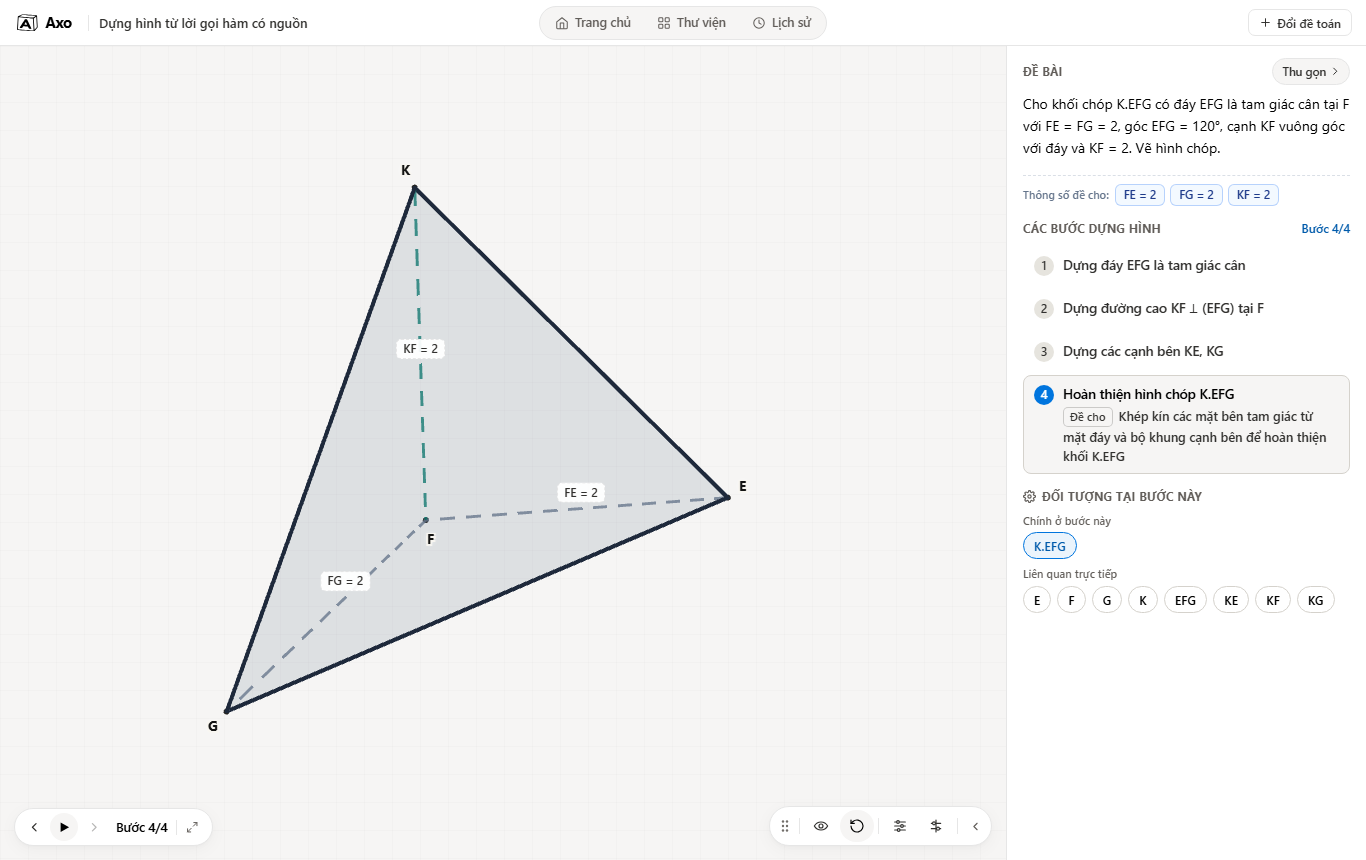 Axo
Dựng hình từ lời gọi hàm có nguồn
Trang chủ
Thư viện
Lịch sử
Đổi đề toán
K
KF = 2
FE = 2
E
F
FG = 2
G
Bước 4/4
ĐỀ BÀI
Thu gọn
Cho khối chóp K.EFG có đáy EFG là tam giác cân tại F
với FE = FG = 2, góc EFG = 120°, cạnh KF vuông góc
với đáy và KF = 2. Vẽ hình chóp.
Thông số đề cho: FE = 2 FG = 2 KF = 2
CÁC BƯỚC DỰNG HÌNH
Bước 4/4
1 Dựng đáy EFG là tam giác cân
2 Dựng đường cao KF ⊥ (EFG) tại F
3 Dựng các cạnh bên KE, KG
4 Hoàn thiện hình chóp K.EFG
Đề cho Khép kín các mặt bên tam giác từ
mặt đáy và bộ khung cạnh bên để hoàn thiện
khối K.EFG
ĐỐI TƯỢNG TẠI BƯỚC NÀY
Chính ở bước này
K.EFG
Liên quan trực tiếp
E F G K EFG KE KF KG